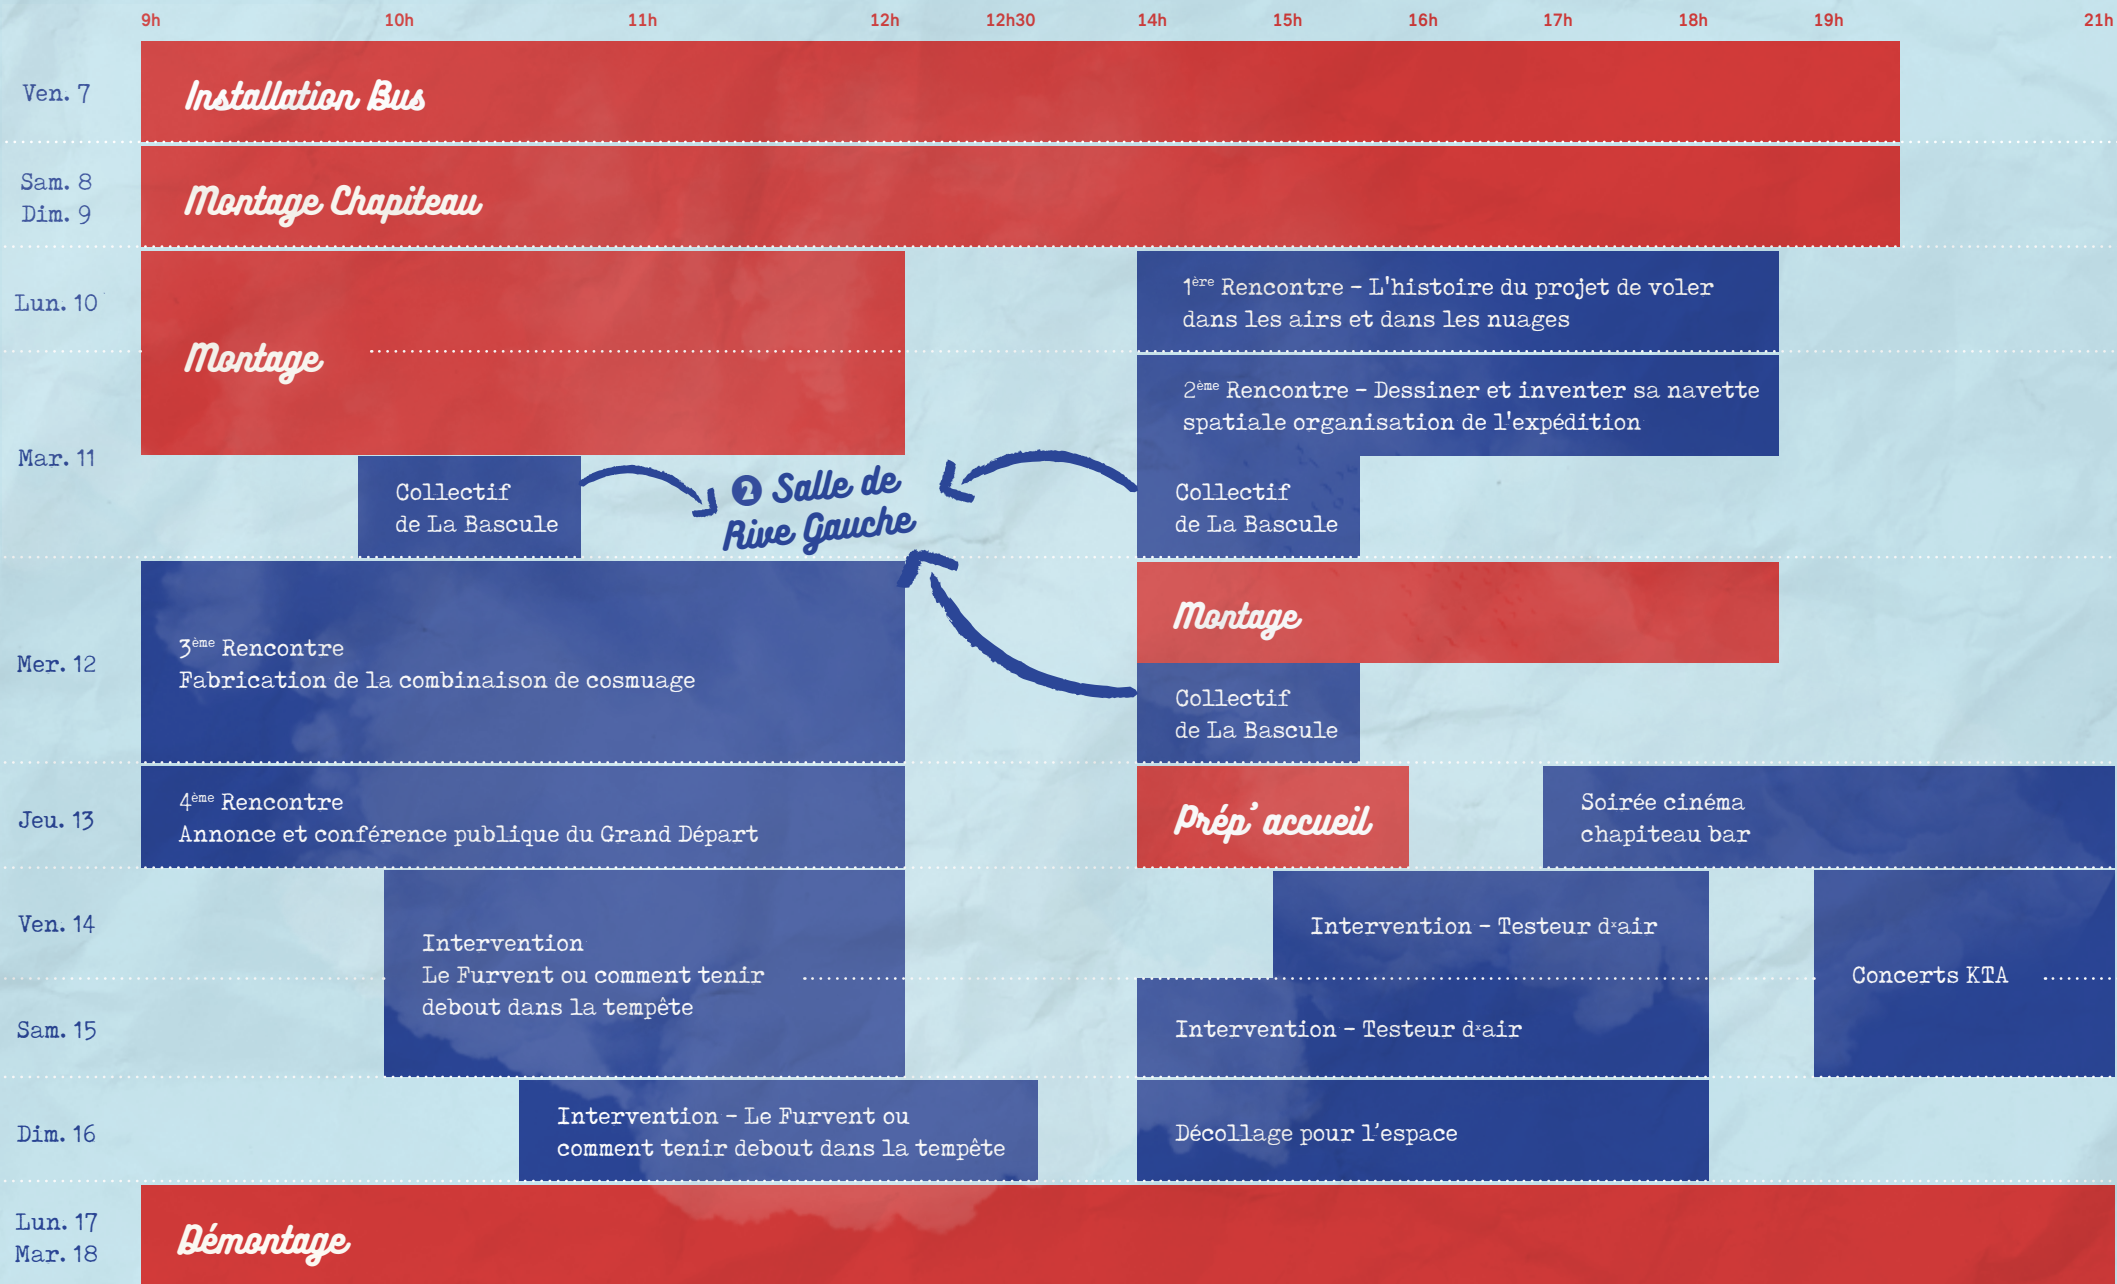 9h 10h 11h 12h 12h30 14h 15h 16h 17h 18h 19h 21h
Ven. 7
Installation Bus
Sam. 8
Dim. 9
Montage Chapiteau
Lun. 10
Montage
1ère Rencontre - L'histoire du projet de voler
dans les airs et dans les nuages
Mar. 11
2ème Rencontre - Dessiner et inventer sa navette
spatiale organisation de l'expédition
Collectif
de La Bascule
2 Salle de
Rive Gauche
Collectif
de La Bascule
Mer. 12
3ème Rencontre
Fabrication de la combinaison de cosmuage
Montage
Collectif
de La Bascule
Jeu. 13
4ème Rencontre
Annonce et conférence publique du Grand Départ
Prép' accueil
Soirée cinéma
chapiteau bar
Ven. 14
Sam. 15
Intervention
Le Furvent ou comment tenir
debout dans la tempête
Intervention - Testeur dˣair
Intervention - Testeur dˣair
Concerts KTA
Dim. 16
Intervention - Le Furvent ou
comment tenir debout dans la tempête
Décollage pour l'espace
Lun. 17
Mar. 18
Démontage